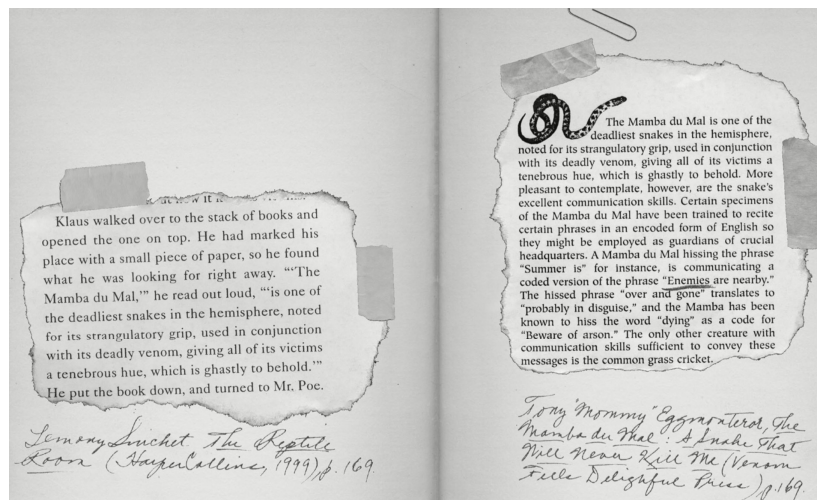 Klaus walked over to the stack of books and
opened the one on top. He had marked his
place with a small piece of paper, so he found
what he was looking for right away. “‘The
Mamba du Mal,’” he read out loud, “‘is one of
the deadliest snakes in the hemisphere, noted
for its strangulatory grip, used in conjunction
with its deadly venom, giving all of its victims
a tenebrous hue, which is ghastly to behold.’”
He put the book down, and turned to Mr. Poe.
Lemony Snicket The Reptile
Room (HarperCollins, 1999) p. 169
The Mamba du Mal is one of the
deadliest snakes in the hemisphere,
noted for its strangulatory grip, used in conjunction
with its deadly venom, giving all of its victims a
tenebrous hue, which is ghastly to behold. More
pleasant to contemplate, however, are the snake’s
excellent communication skills. Certain specimens
of the Mamba du Mal have been trained to recite
certain phrases in an encoded form of English so
they might be employed as guardians of crucial
headquarters. A Mamba du Mal hissing the phrase
“Summer is” for instance, is communicating a
coded version of the phrase “Enemies are nearby.”
The hissed phrase “over and gone” translates to
“probably in disguise,” and the Mamba has been
known to hiss the word “dying” as a code for
“Beware of arson.” The only other creature with
communication skills sufficient to convey these
messages is the common grass cricket.
Tony “Mommy” Eggmonteror, The
Mamba du Mal: A Snake That
Will Never Kill Me (Venom
Feels Delightful Press) p. 169